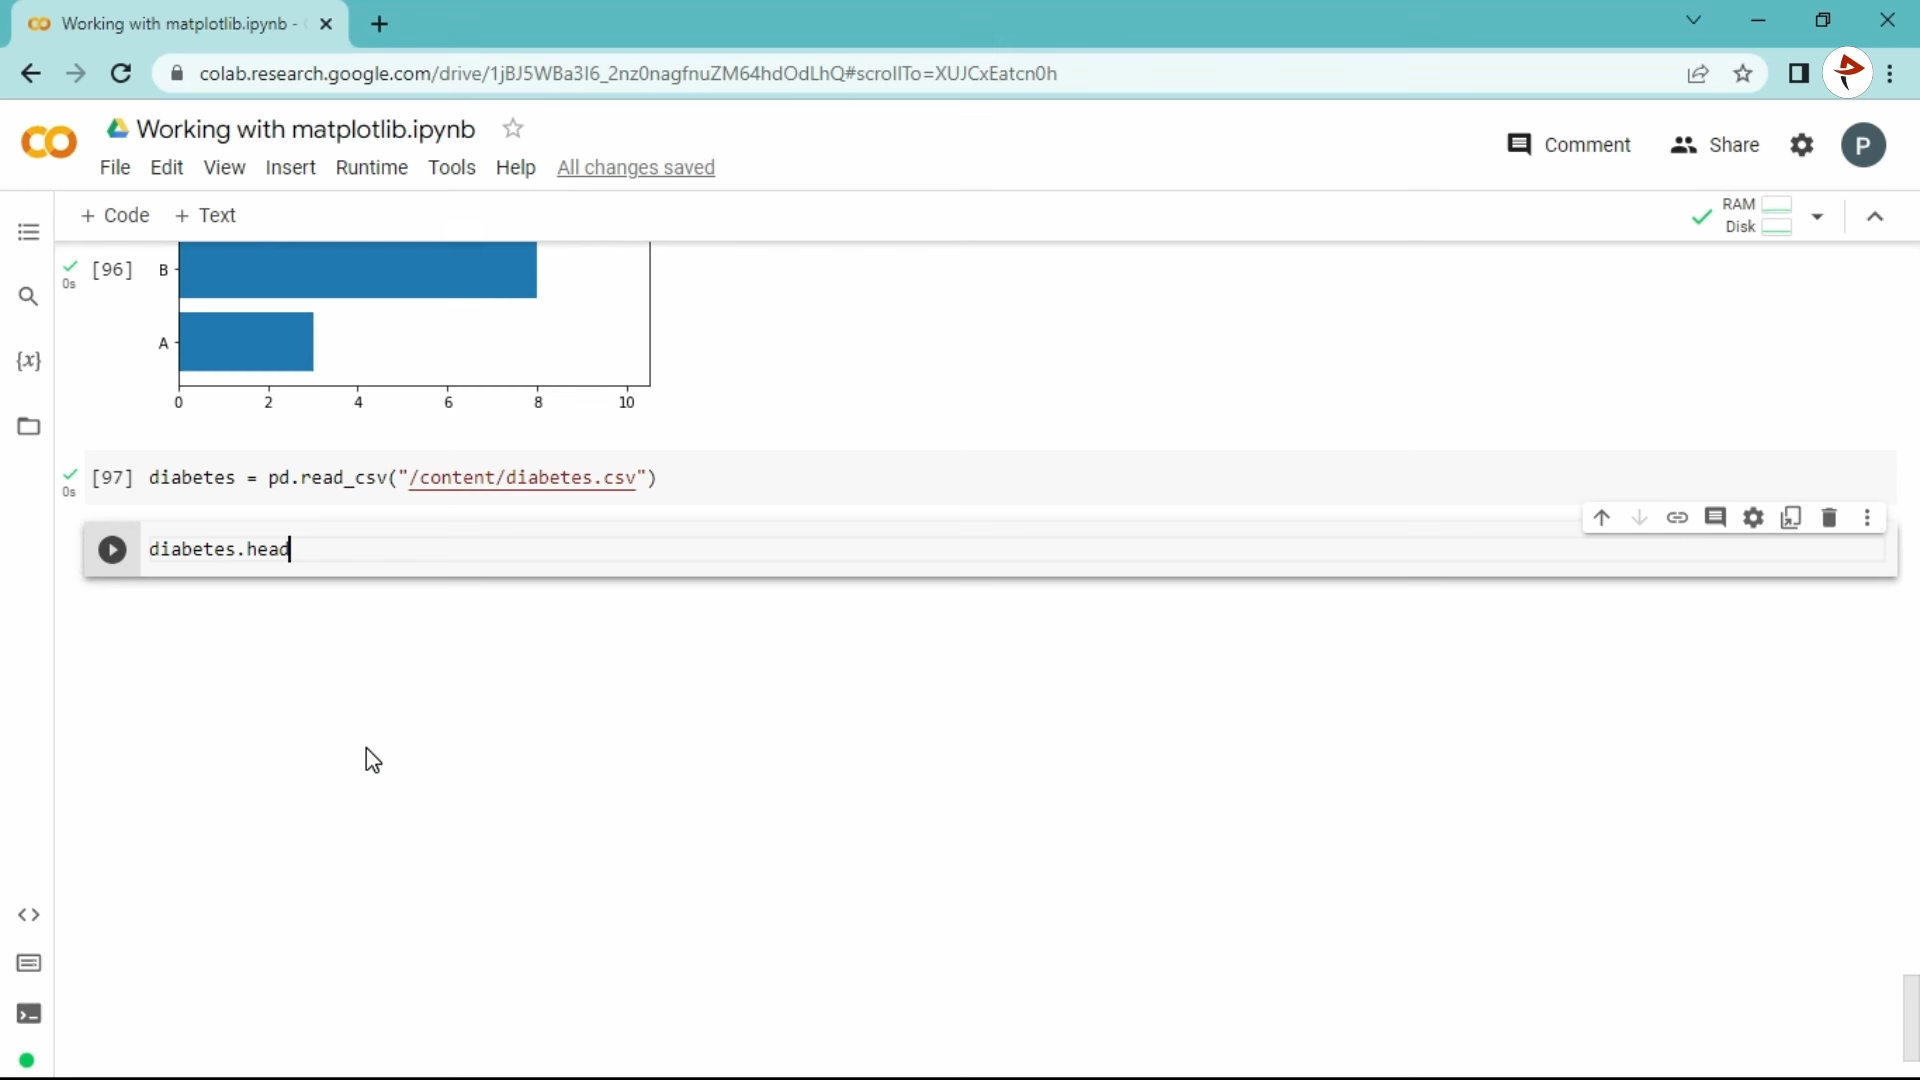 Working with matplotlib.ipynb -
colab.research.google.com/drive/1jBJ5WBa3I6_2nz0nagfnuZM64hdOdLhQ#scrollTo=XUJCxEatcn0h
Working with matplotlib.ipynb
Comment
Share
P
File Edit View Insert Runtime Tools Help All changes saved
+ Code + Text
RAM
Disk
0s
[96]
B
A
0 2 4 6 8 10
0s
[97] diabetes = pd.read_csv("/content/diabetes.csv")
diabetes.head
{x}